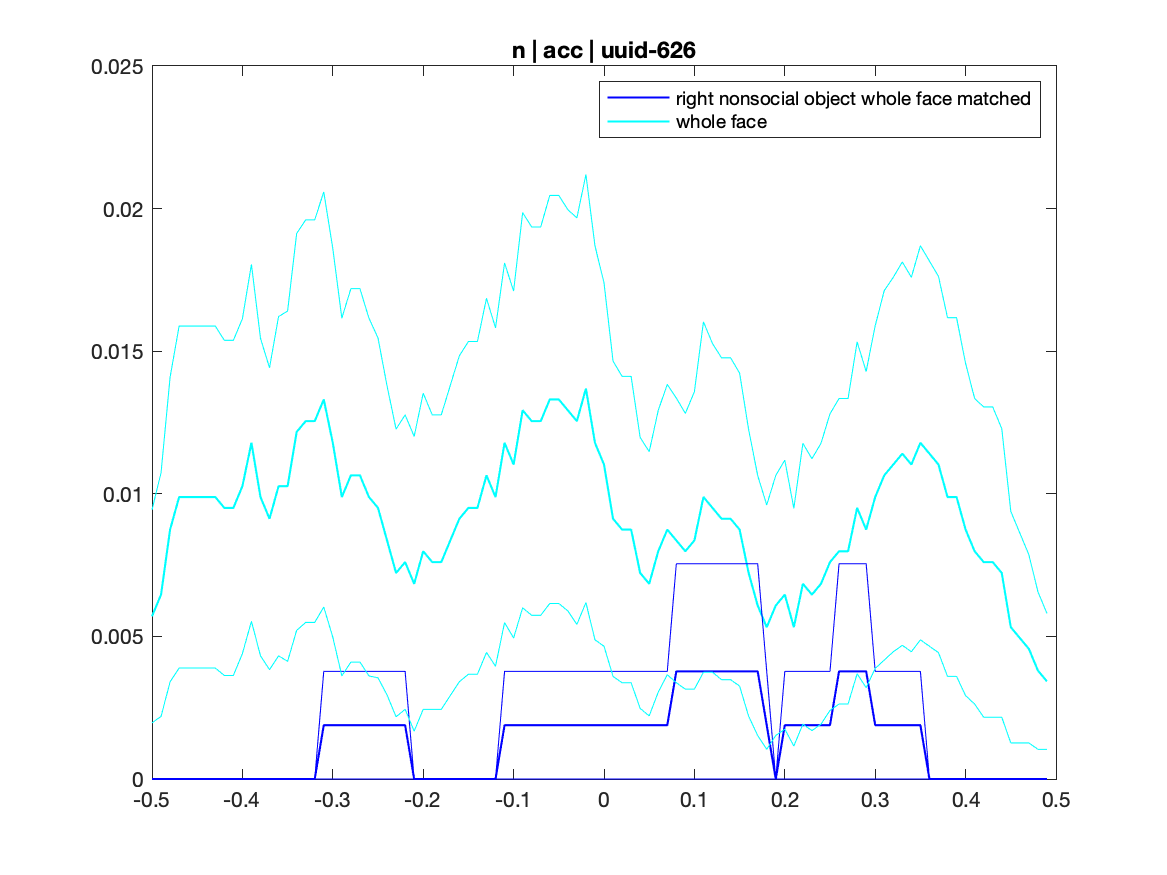 n | acc | uuid-626
right nonsocial object whole face matched
whole face
0.025
0.02
0.015
0.01
0.005
0
-0.5 -0.4 -0.3 -0.2 -0.1 0 0.1 0.2 0.3 0.4 0.5